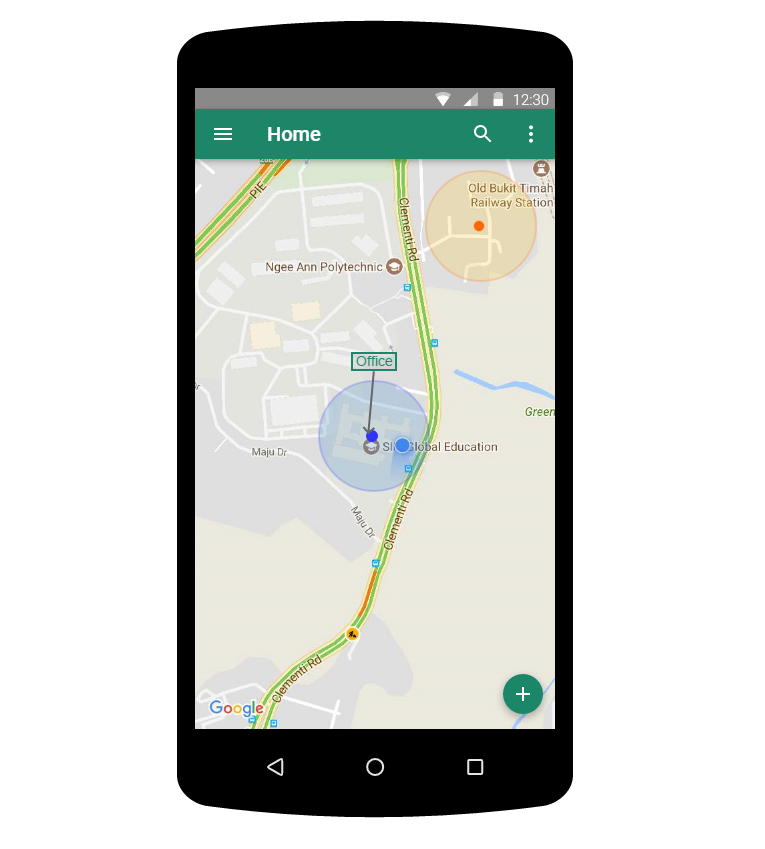 12:30
Home
PIE
Clementi Rd
Old Bukit Timah
Railway Station
Ngee Ann Polytechnic
Office
Green
Global Education
Maju Dr
Maju Dr
Clementi Rd
Clementi Rd
Google